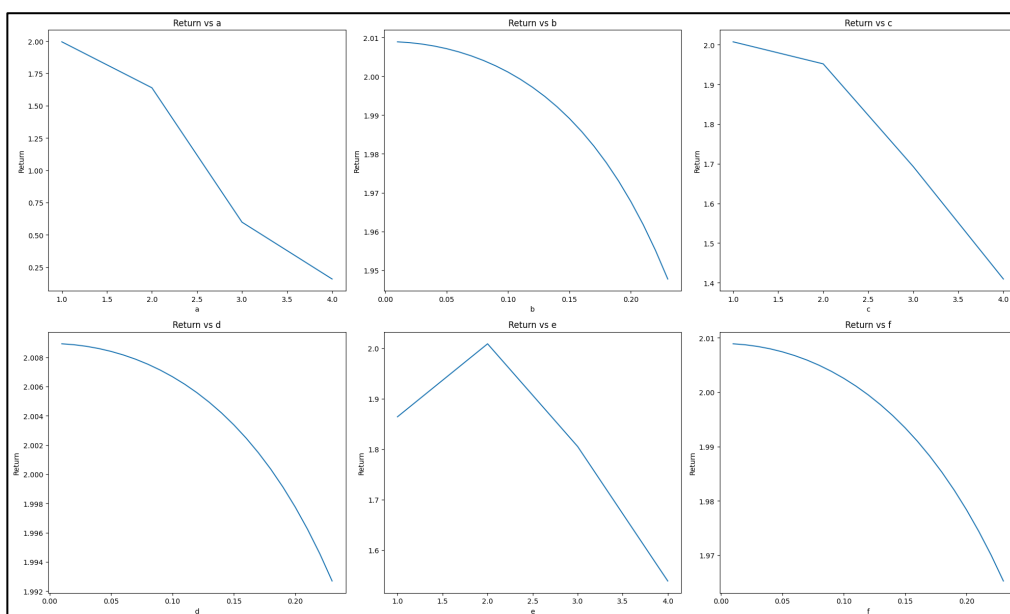 Return vs a
Return vs b
Return vs c
2.00
1.75
1.50
1.25
1.00
0.75
0.50
0.25
Return
1.0 1.5 2.0 2.5 3.0 3.5 4.0
a
2.01
2.00
1.99
1.98
1.97
1.96
1.95
Return
0.00 0.05 0.10 0.15 0.20
b
2.0
1.9
1.8
1.7
1.6
1.5
1.4
Return
1.0 1.5 2.0 2.5 3.0 3.5 4.0
c
Return vs d
Return vs e
Return vs f
2.008
2.006
2.004
2.002
2.000
1.998
1.996
1.994
1.992
Return
0.00 0.05 0.10 0.15 0.20
d
2.0
1.9
1.8
1.7
1.6
Return
1.0 1.5 2.0 2.5 3.0 3.5 4.0
e
2.01
2.00
1.99
1.98
1.97
Return
0.00 0.05 0.10 0.15 0.20
f